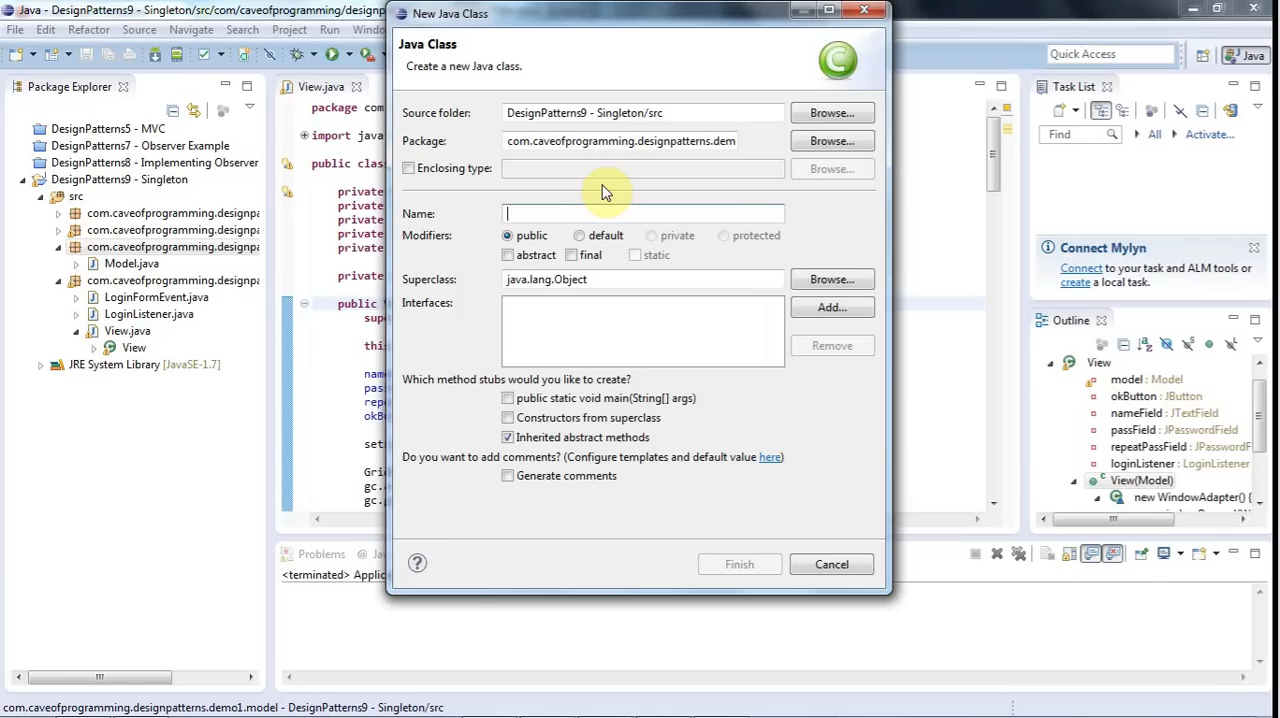 Java - DesignPatterns9 - Singleton/src/com/caveofprogramming/designp
New Java Class
File Edit Refactor Source Navigate Search Project Run Windo
Quick Access
Java
Package Explorer
View.java
Task List
Find
All
Activate...
DesignPatterns5 - MVC
DesignPatterns7 - Observer Example
DesignPatterns8 - Implementing Observer
DesignPatterns9 - Singleton
src
com.caveofprogramming.designpa
com.caveofprogramming.designpa
com.caveofprogramming.designpa
Model.java
com.caveofprogramming.designpa
LoginFormEvent.java
LoginListener.java
View.java
View
JRE System Library [JavaSE-1.7]
package com
import java
public clas
private
private
private
private
private
private
public
supe
this
name
pass
repe
okBu
set
Gri
gc.
gc.g
Java Class
Create a new Java class.
Source folder: DesignPatterns9 - Singleton/src Browse...
Package: com.caveofprogramming.designpatterns.dem Browse...
Enclosing type: Browse...
Name:
Modifiers: public default private protected
abstract final static
Superclass: java.lang.Object Browse...
Interfaces: Add...
Remove
Which method stubs would you like to create?
public static void main(String[] args)
Constructors from superclass
Inherited abstract methods
Do you want to add comments? (Configure templates and default value here)
Generate comments
Finish Cancel
Connect Mylyn
Connect to your task and ALM tools or
create a local task.
Outline
View
model : Model
okButton : JButton
nameField : JTextField
passField : JPasswordField
repeatPassField : JPasswordF
loginListener : LoginListener
View(Model)
new WindowAdapter() {
Problems @ Ja
<terminated> Applic
com.caveofprogramming.designpatterns.demo1.model - DesignPatterns9 - Singleton/src